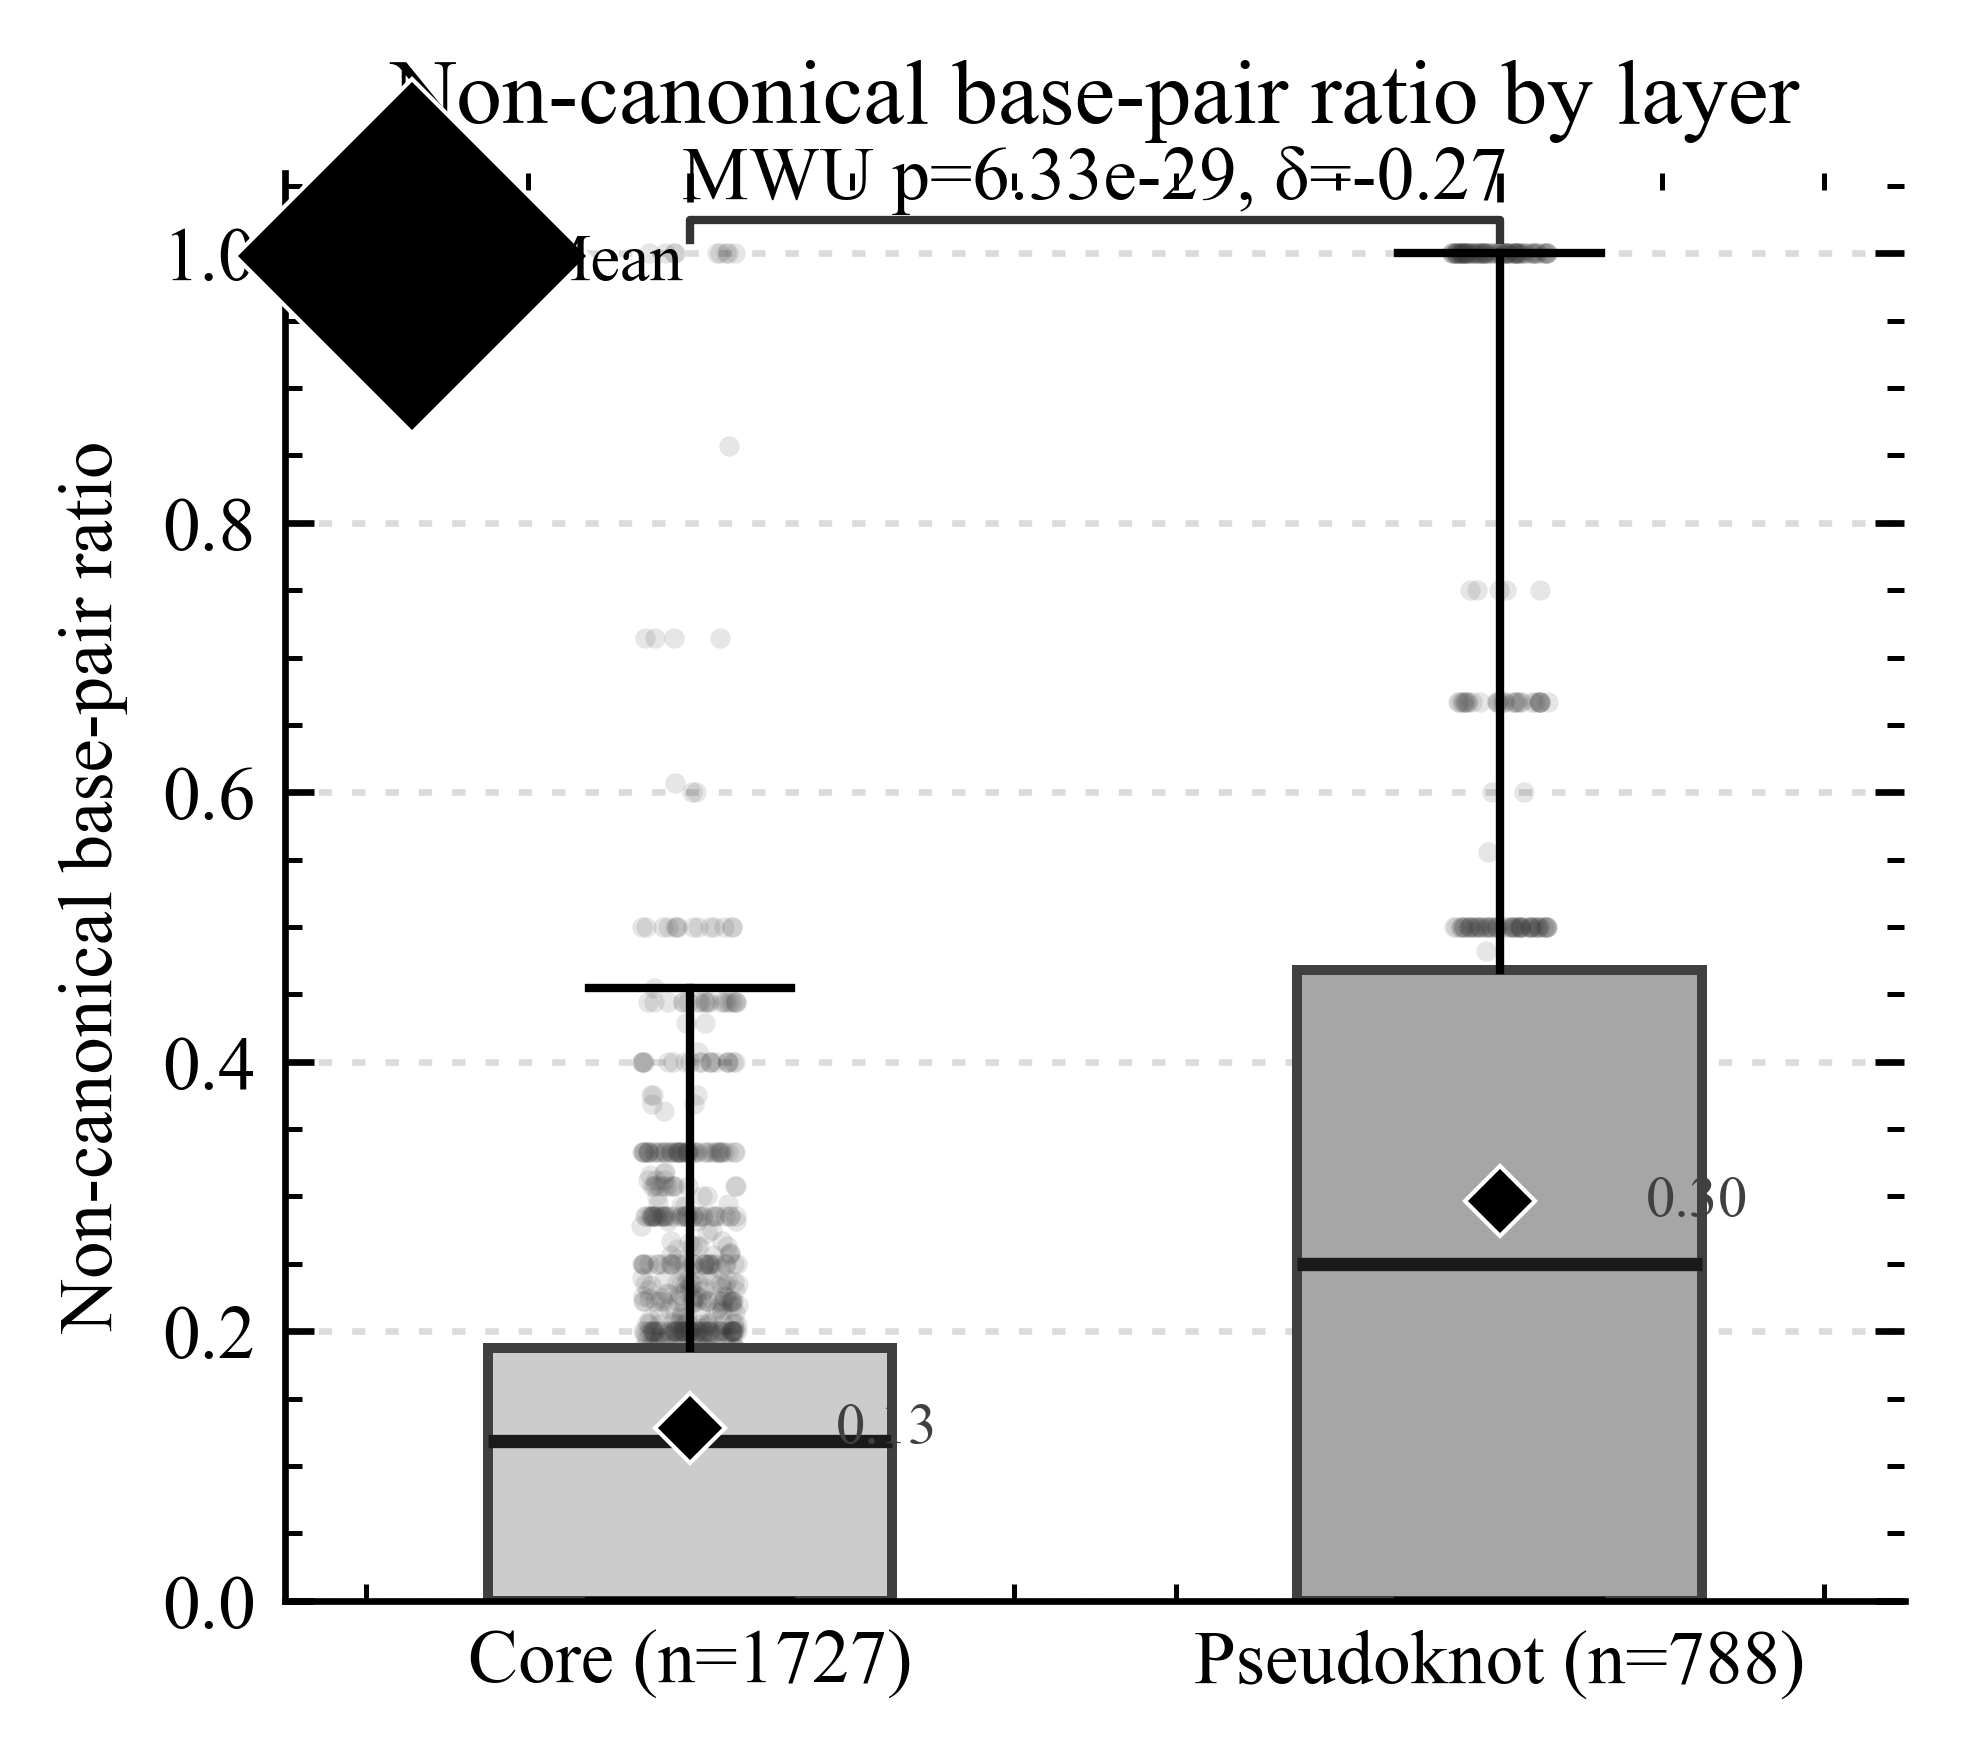 Non-canonical base-pair ratio by layer
MWU p=6.33e-29, δ=-0.27
Mean
Non-canonical base-pair ratio
1.0
0.8
0.6
0.4
0.2
0.0
0.30
0.13
Core (n=1727)
Pseudoknot (n=788)